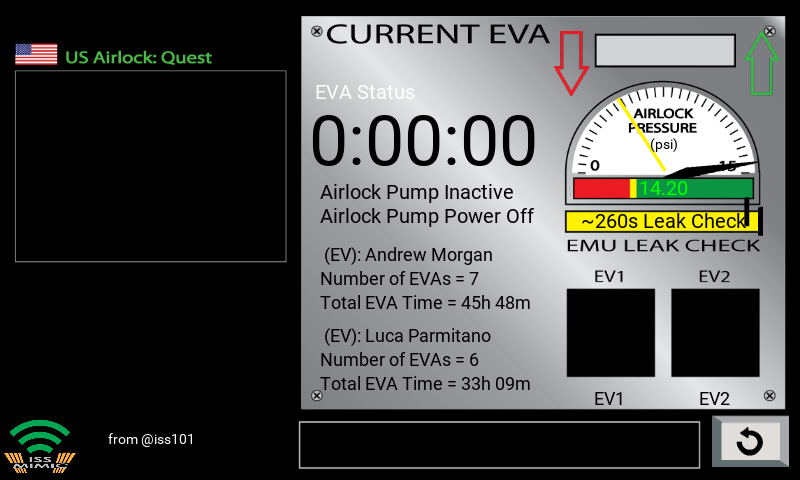 US Airlock: Quest
CURRENT EVA
EVA Status
0:00:00
Airlock Pump Inactive
Airlock Pump Power Off
(EV): Andrew Morgan
Number of EVAs = 7
Total EVA Time = 45h 48m
(EV): Luca Parmitano
Number of EVAs = 6
Total EVA Time = 33h 09m
AIRLOCK
PRESSURE
(psi)
0 15
14.20
~260s Leak Check
EMU LEAK CHECK
EV1 EV2
EV1 EV2
from @iss101
ISS
MIMIC